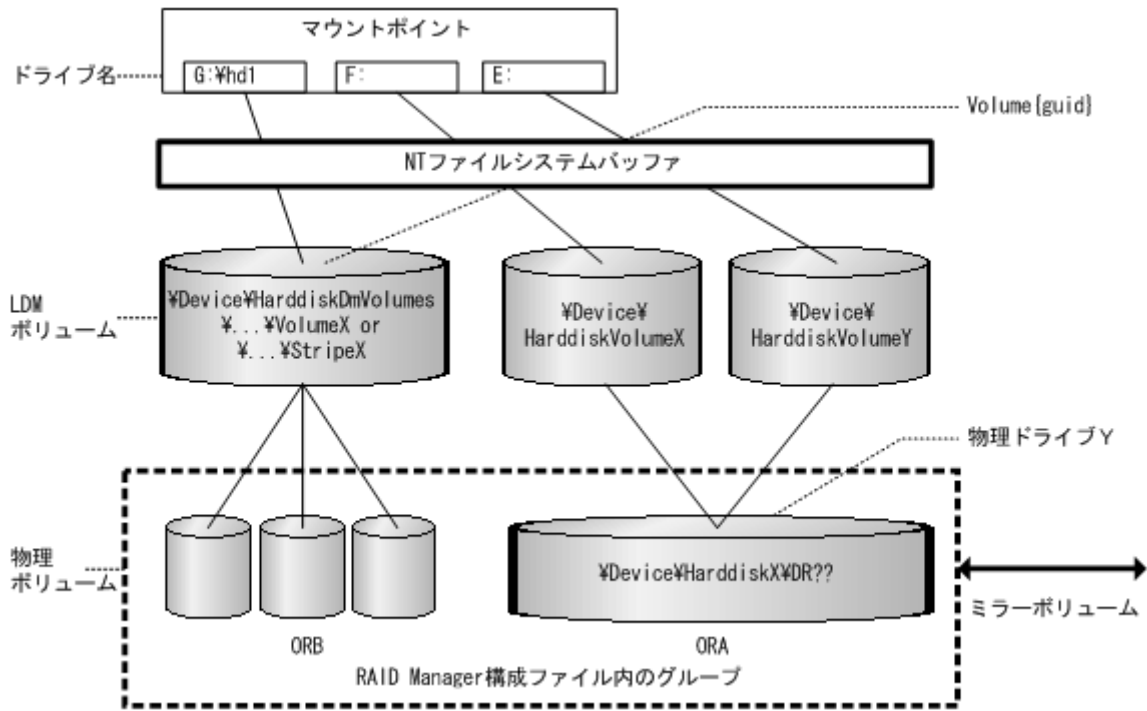 マウントポイント
ドライブ名
G:¥hd1
F:
E:
Volume{guid}
NTファイルシステムバッファ
LDM
ボリューム
¥Device¥HarddiskDmVolumes
¥...¥VolumeX or
¥...¥StripeX
¥Device¥
HarddiskVolumeX
¥Device¥
HarddiskVolumeY
物理ドライブY
物理
ボリューム
¥Device¥HarddiskX¥DR??
ミラーボリューム
ORB
ORA
RAID Manager構成ファイル内のグループ